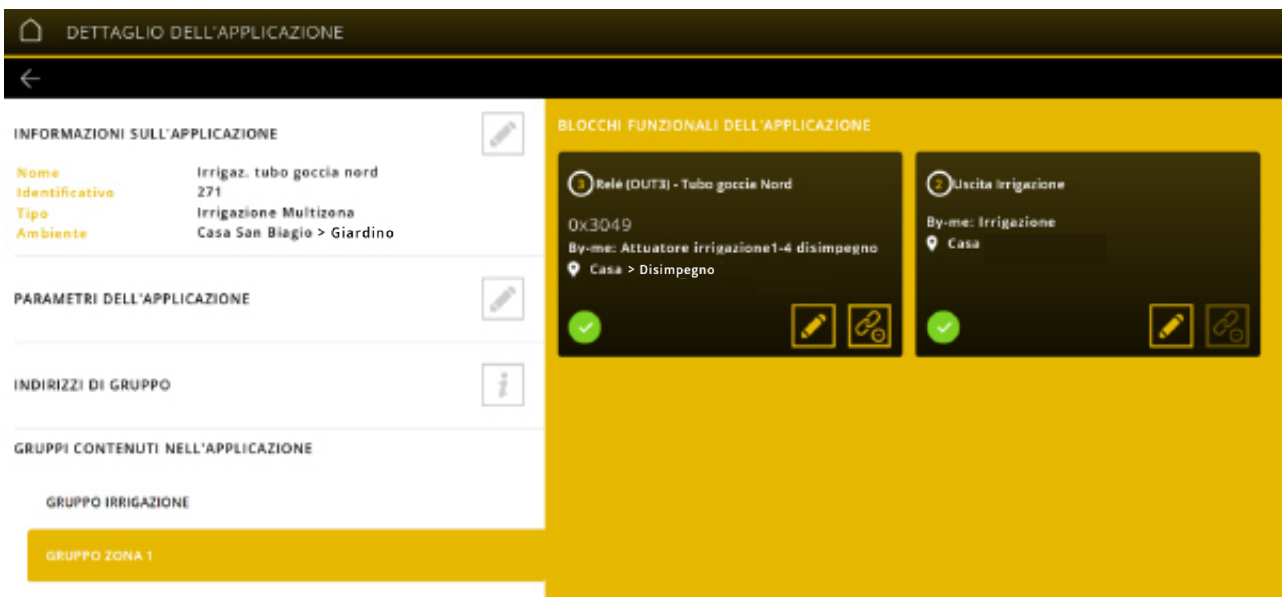 DETTAGLIO DELL'APPLICAZIONE
INFORMAZIONI SULL'APPLICAZIONE
Nome Irrigaz. tubo goccia nord
Identificativo 271
Tipo Irrigazione Multizona
Ambiente Casa San Biagio > Giardino
PARAMETRI DELL'APPLICAZIONE
INDIRIZZI DI GRUPPO
GRUPPI CONTENUTI NELL'APPLICAZIONE
GRUPPO IRRIGAZIONE
GRUPPO ZONA 1
BLOCCHI FUNZIONALI DELL'APPLICAZIONE
3 Relé (OUT3) - Tubo goccia Nord
0x3049
By-me: Attuatore irrigazione1-4 disimpegno
Casa > Disimpegno
2 Uscita Irrigazione
By-me: Irrigazione
Casa